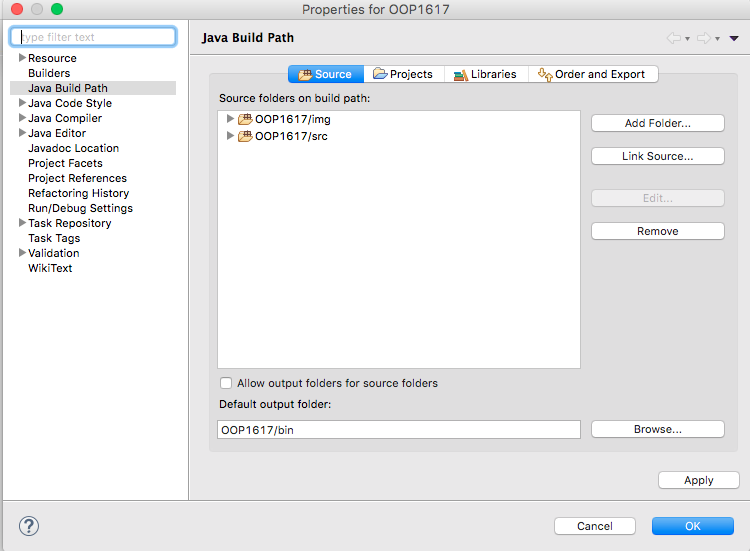 Properties for OOP1617
type filter text
Resource
Builders
Java Build Path
Java Code Style
Java Compiler
Java Editor
Javadoc Location
Project Facets
Project References
Refactoring History
Run/Debug Settings
Task Repository
Task Tags
Validation
WikiText
Java Build Path
Source Projects Libraries Order and Export
Source folders on build path:
OOP1617/img
OOP1617/src
Add Folder...
Link Source...
Edit...
Remove
Allow output folders for source folders
Default output folder:
OOP1617/bin
Browse...
Apply
?
Cancel
OK